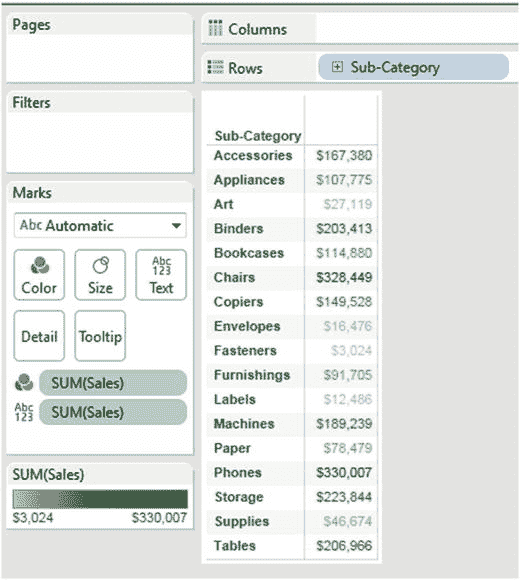 Pages
Columns
Rows
Sub-Category
Filters
Marks
Abc Automatic
Color
Size
Abc
123
Text
Detail
Tooltip
SUM(Sales)
Abc
123
SUM(Sales)
SUM(Sales)
$3,024 $330,007
Sub-Category
Accessories $167,380
Appliances $107,775
Art $27,119
Binders $203,413
Bookcases $114,880
Chairs $328,449
Copiers $149,528
Envelopes $16,476
Fasteners $3,024
Furnishings $91,705
Labels $12,486
Machines $189,239
Paper $78,479
Phones $330,007
Storage $223,844
Supplies $46,674
Tables $206,966